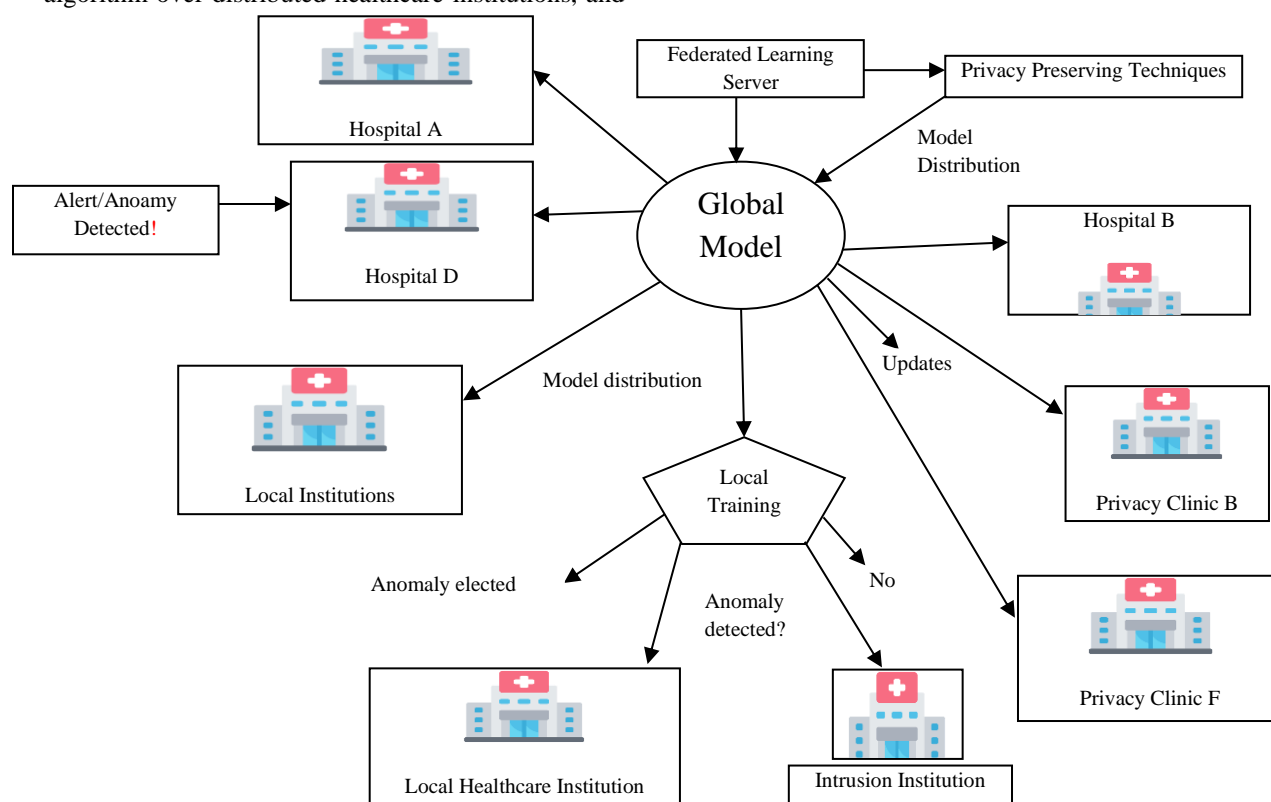 algorithm over distributed healthcare institutions, and
Federated Learning
Server
Privacy Preserving Techniques
Hospital A
Model
Distribution
Alert/Anoamy
Detected!
Global
Model
Hospital B
Hospital D
Updates
Model distribution
Local Institutions
Local
Training
Privacy Clinic B
Anomaly elected
No
Anomaly
detected?
Privacy Clinic F
Local Healthcare Institution
Intrusion Institution